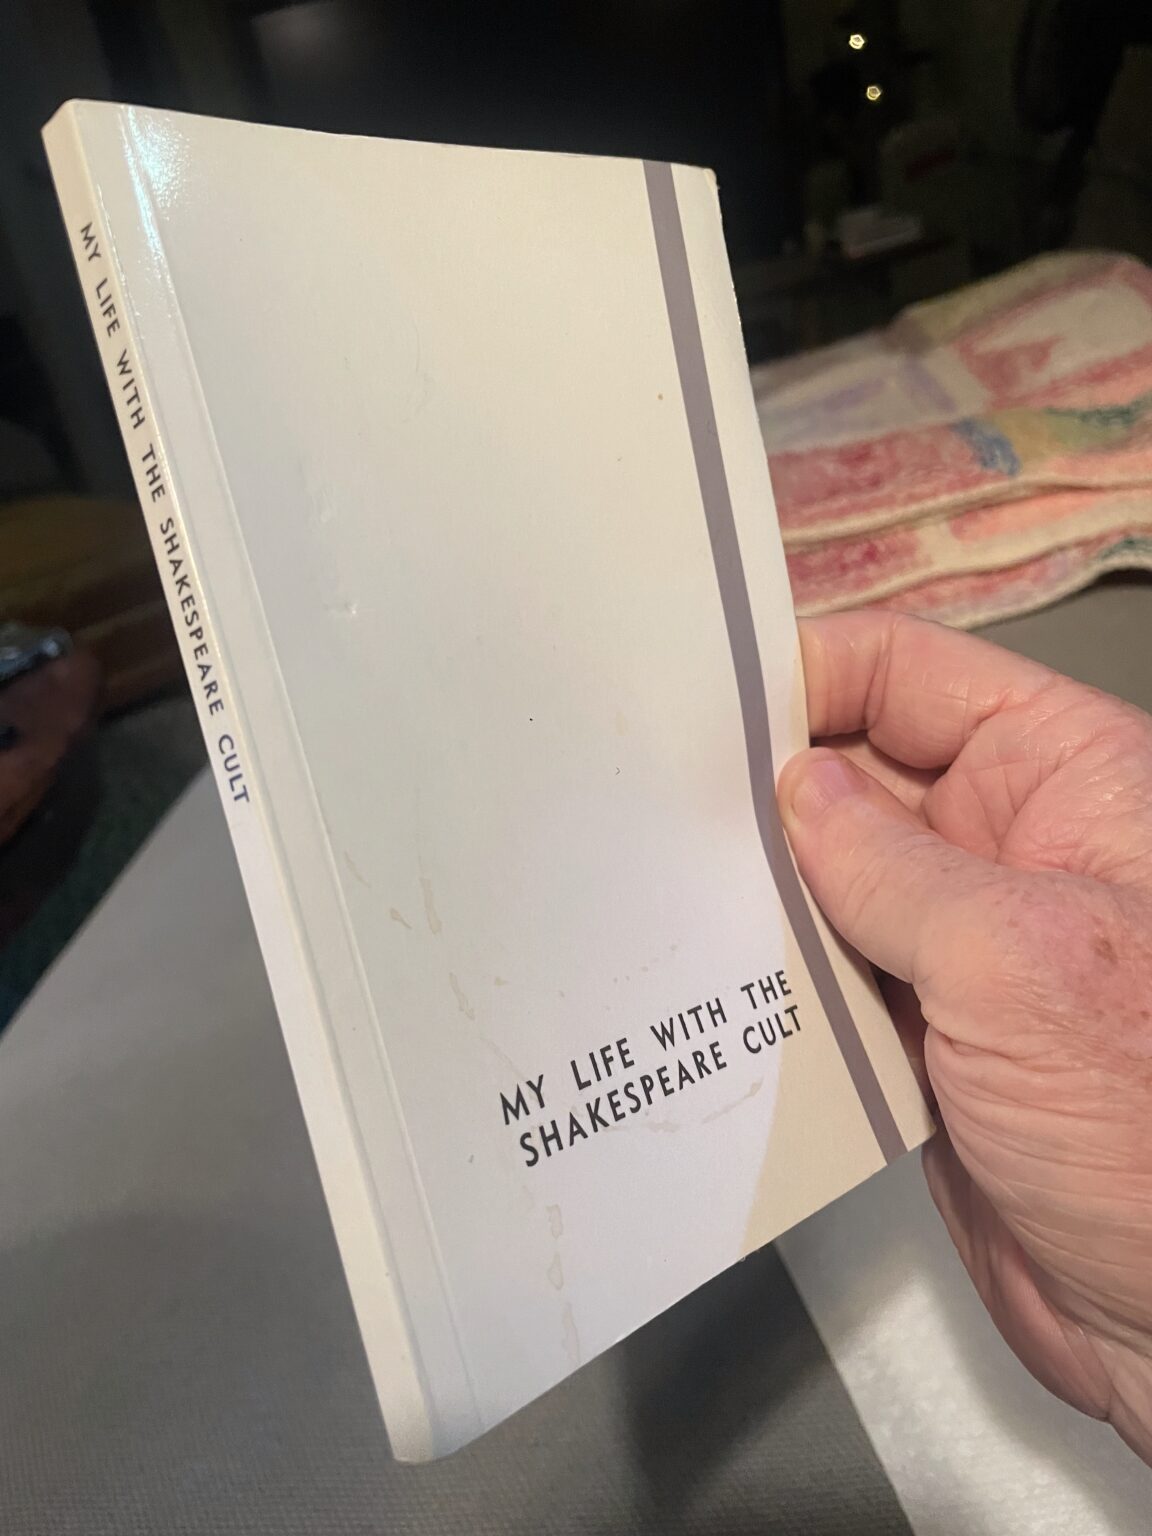 MY LIFE WITH THE SHAKESPEARE CULT
MY LIFE WITH THE
SHAKESPEARE CULT